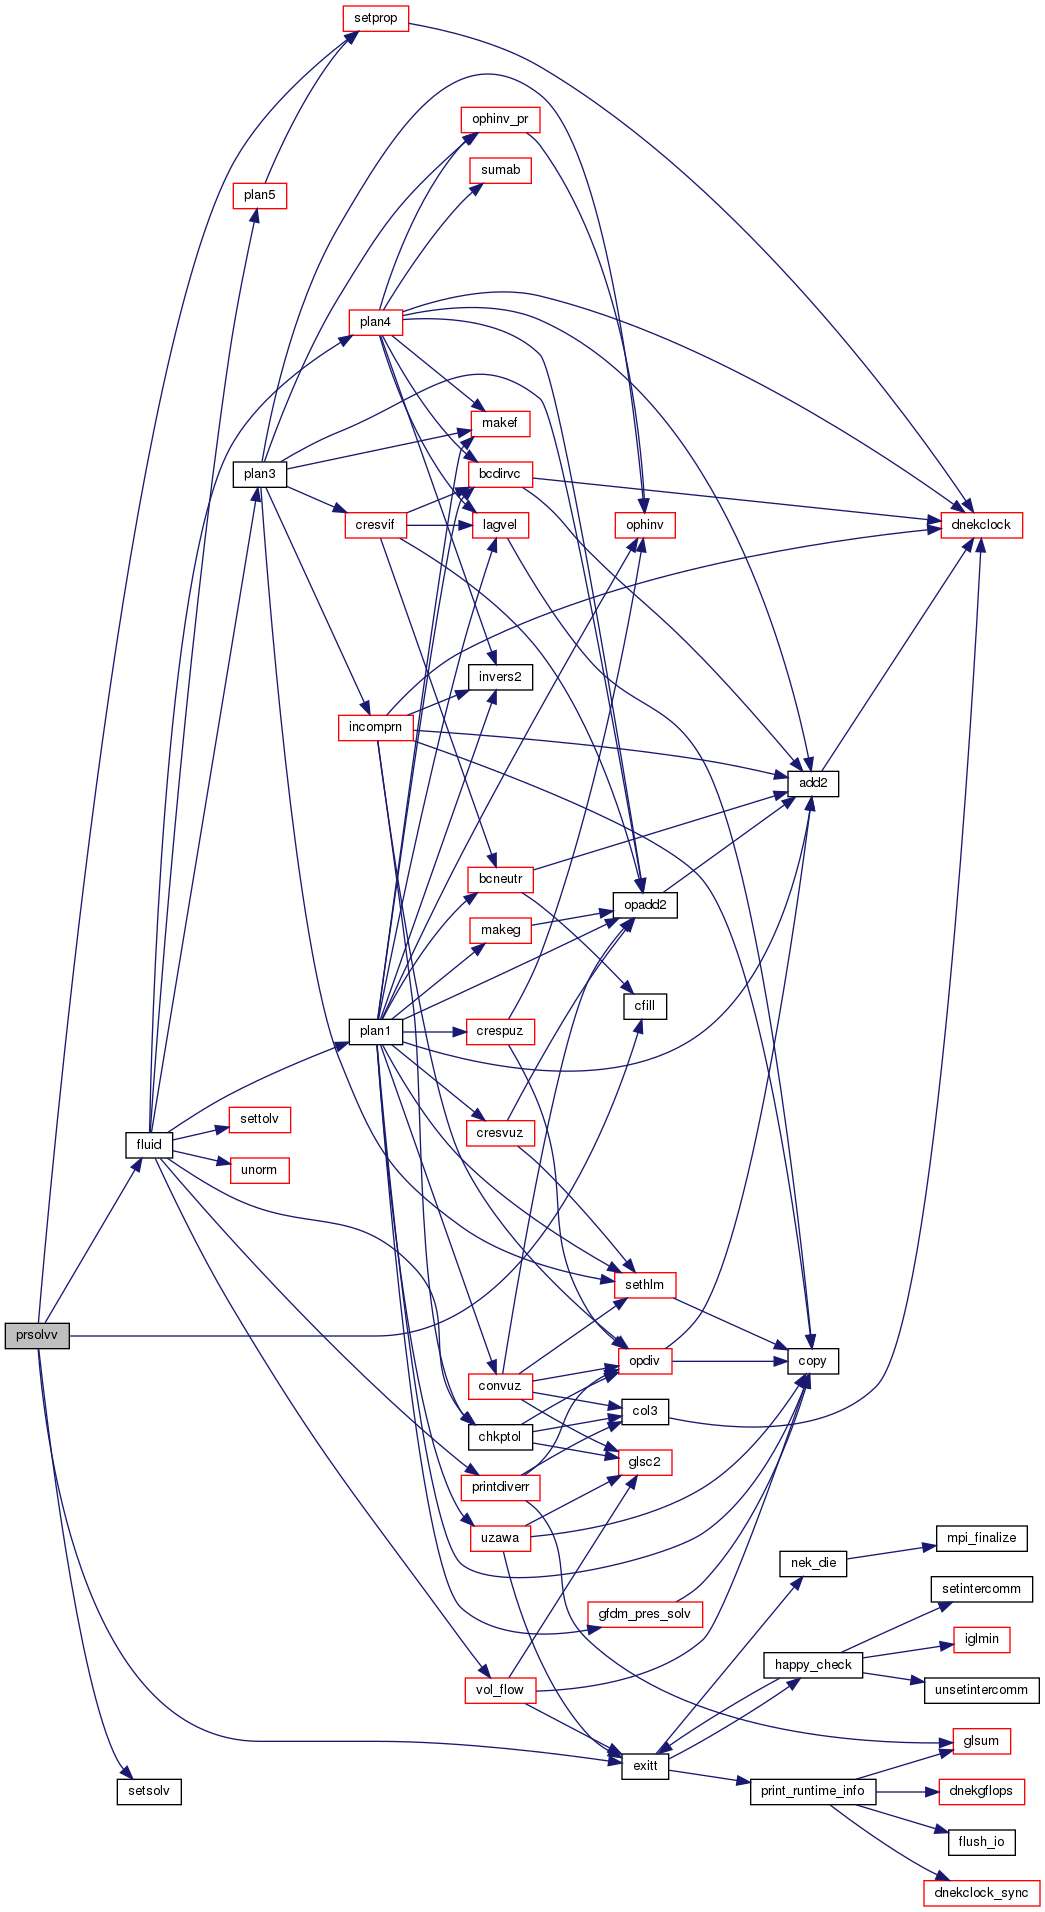 setprop
ophinv_pr
sumab
plan5
plan4
makef
plan3
bcdirvc
cresvif
lagvel
ophinv
dnekclock
invers2
incomprn
add2
bcneutr
opadd2
makeg
cfill
plan1
crespuz
settolv
cresvuz
fluid
unorm
sethlm
prsolvv
opdiv
copy
convuz
col3
chkptol
glsc2
printdiverr
uzawa
mpi_finalize
nek_die
setintercomm
gfdm_pres_solv
iglmin
happy_check
vol_flow
unsetintercomm
glsum
exitt
setsolv
print_runtime_info
dnekgflops
flush_io
dnekclock_sync